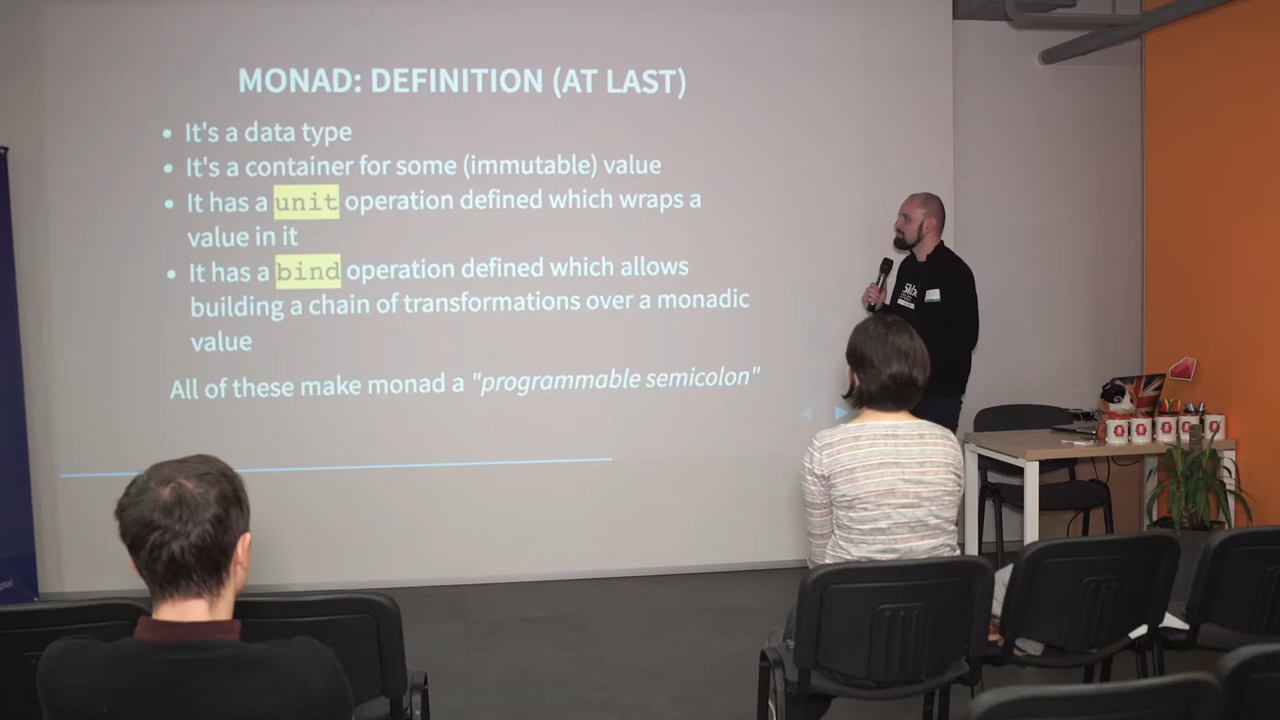 MONAD: DEFINITION (AT LAST)
• It's a data type
• It's a container for some (immutable) value
• It has a unit operation defined which wraps a
value in it
• It has a bind operation defined which allows
building a chain of transformations over a monadic
value
All of these make monad a "programmable semicolon"